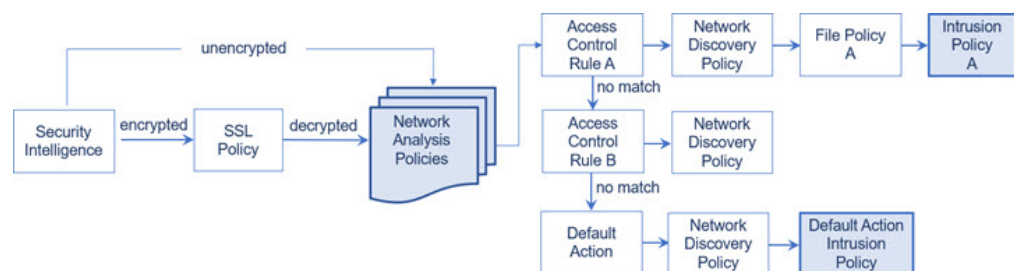 unencrypted
Security
Intelligence
encrypted
SSL
Policy
decrypted
Network
Analysis
Policies
Access
Control
Rule A
Network
Discovery
Policy
File Policy
A
Intrusion
Policy
A
no match
Access
Control
Rule B
Network
Discovery
Policy
no match
Default
Action
Network
Discovery
Policy
Default Action
Intrusion
Policy